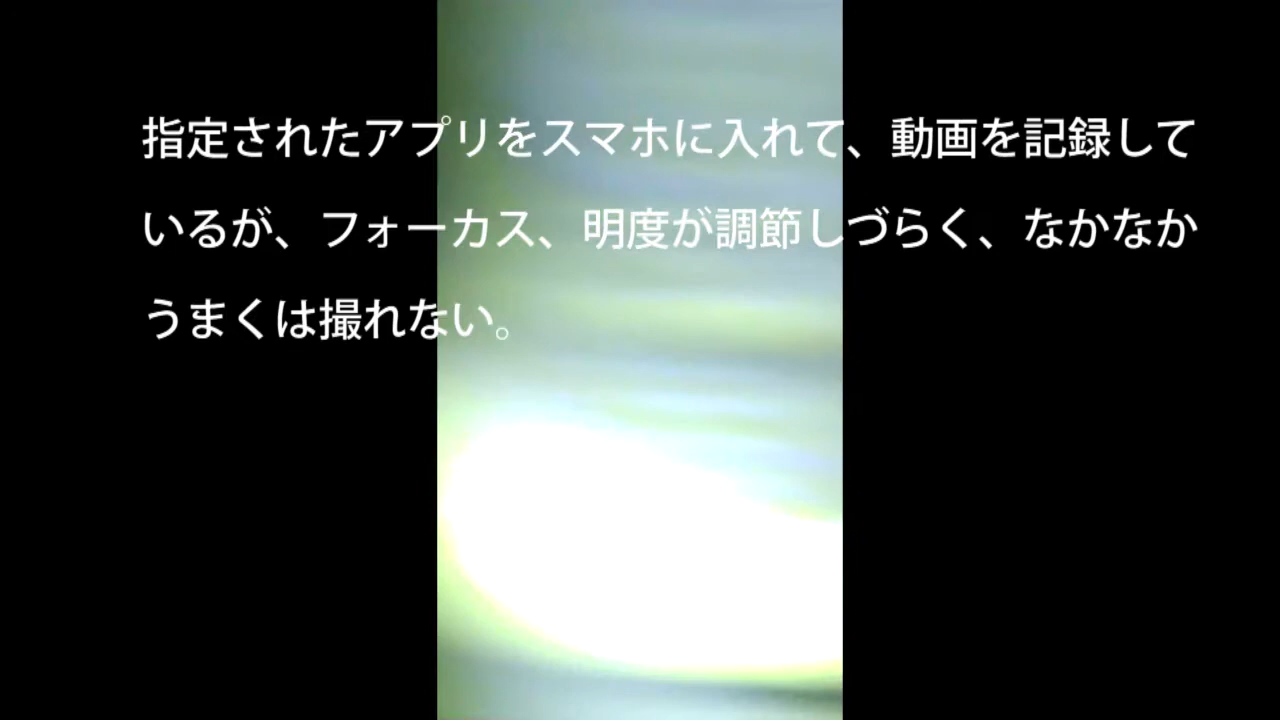 指定されたアプリをスマホに入れて、動画を記録して
いるが、フォーカス、明度が調節しづらく、なかなか
うまくは撮れない。